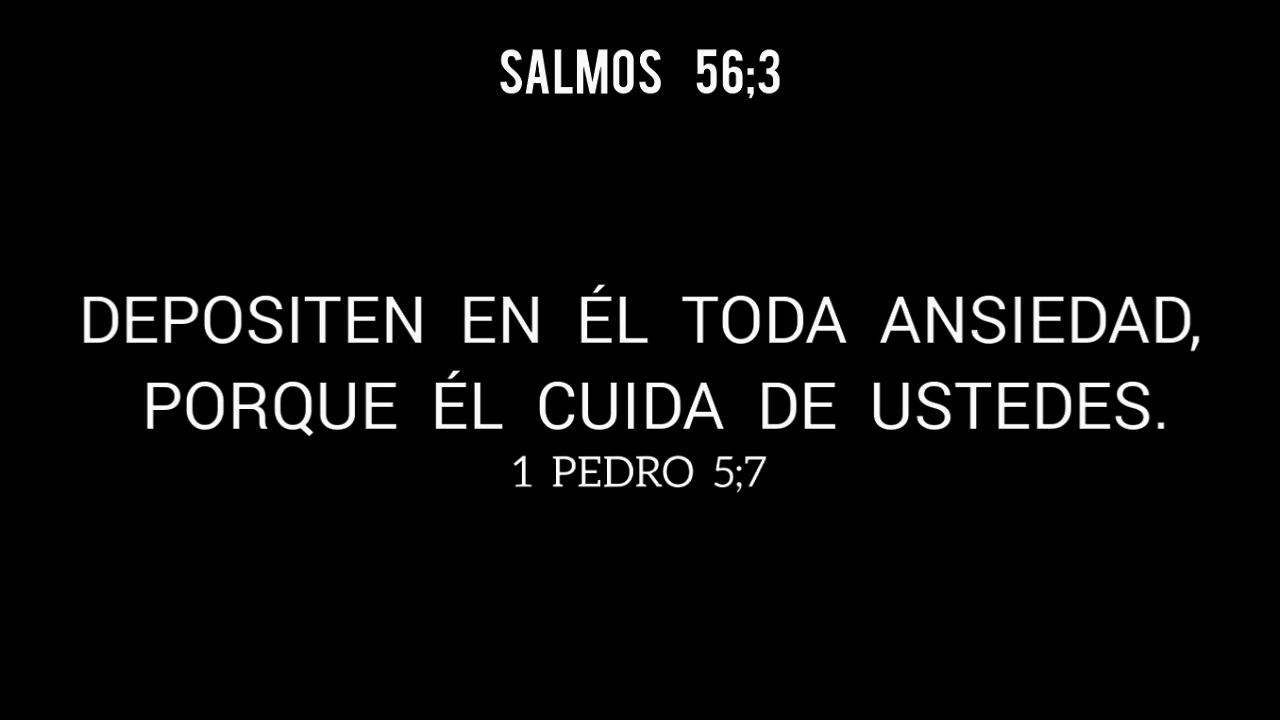 SALMOS 56;3
DEPOSITEN EN ÉL TODA ANSIEDAD,
PORQUE ÉL CUIDA DE USTEDES.
1 PEDRO 5;7